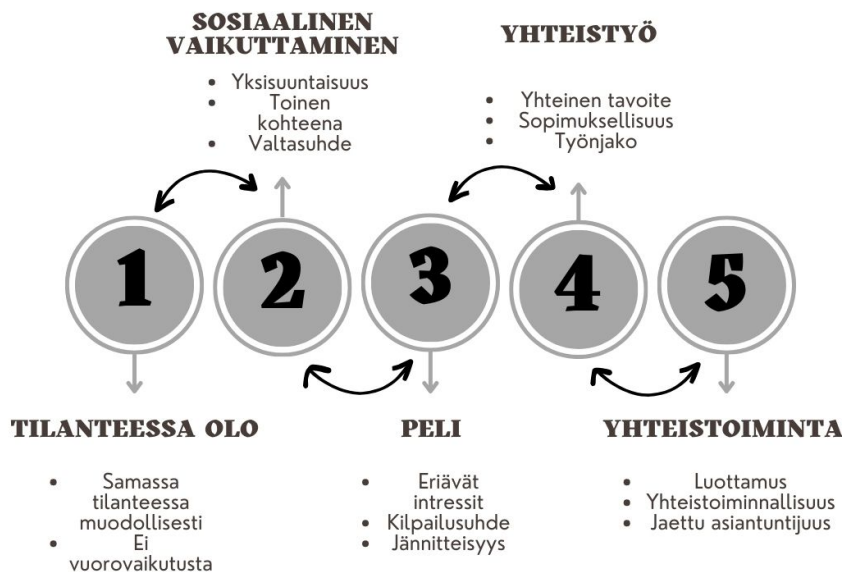 SOSIAALINEN
VAIKUTTAMINEN
• Yksisuuntaisuus
• Toinen
kohteena
• Valtasuhde
YHTEISTYÖ
• Yhteinen tavoite
• Sopimuksellisuus
• Työnjako
1
2
3
4
5
TILANTEESSA OLO
• Samassa
tilanteessa
muodollisesti
• Ei
vuorovaikutusta
PELI
• Eriävät
intressit
• Kilpailusuhde
• Jännitteisyys
YHTEISTOIMINTA
• Luottamus
• Yhteistoiminnallisuus
• Jaettu asiantuntijuus